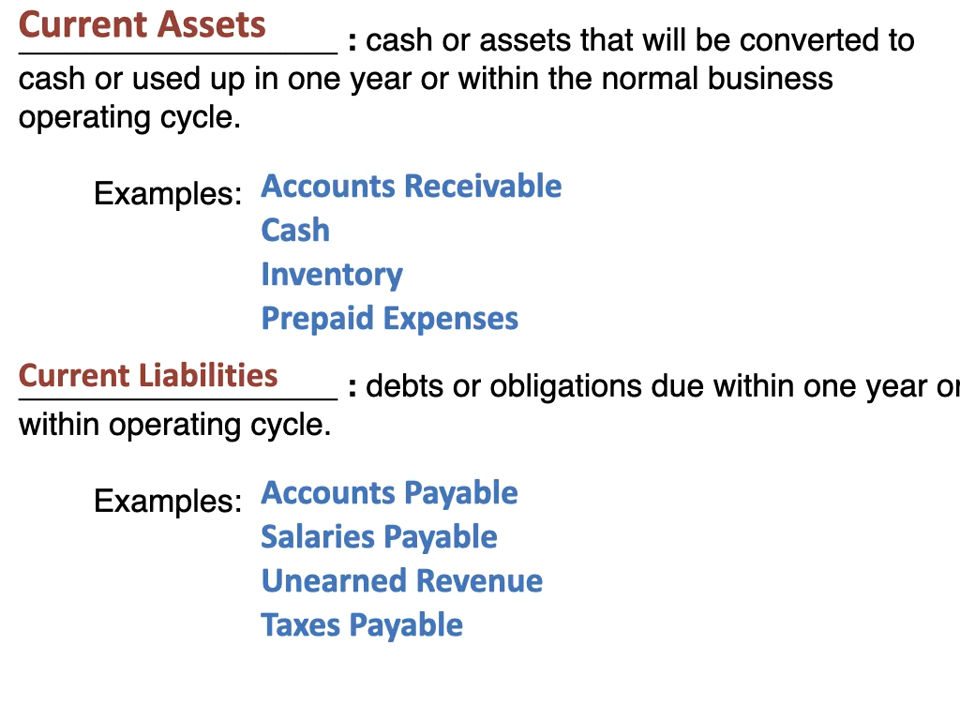 Current Assets : cash or assets that will be converted to
cash or used up in one year or within the normal business
operating cycle.
Examples: Accounts Receivable
Cash
Inventory
Prepaid Expenses
Current Liabilities : debts or obligations due within one year or
within operating cycle.
Examples: Accounts Payable
Salaries Payable
Unearned Revenue
Taxes Payable